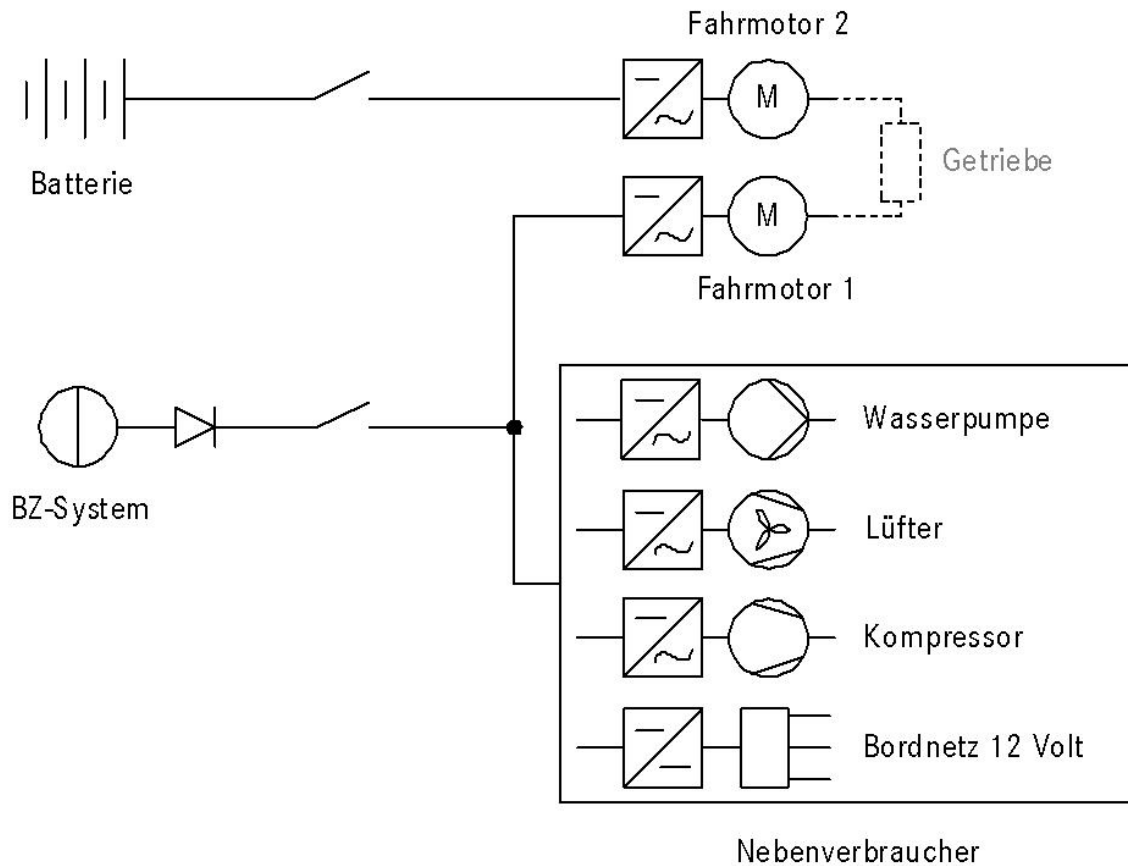 Fahrmotor 2
M
Batterie
Getriebe
M
Fahrmotor 1
Wasserpumpe
BZ-System
Lüfter
Kompressor
Bordnetz 12 Volt
Nebenverbraucher